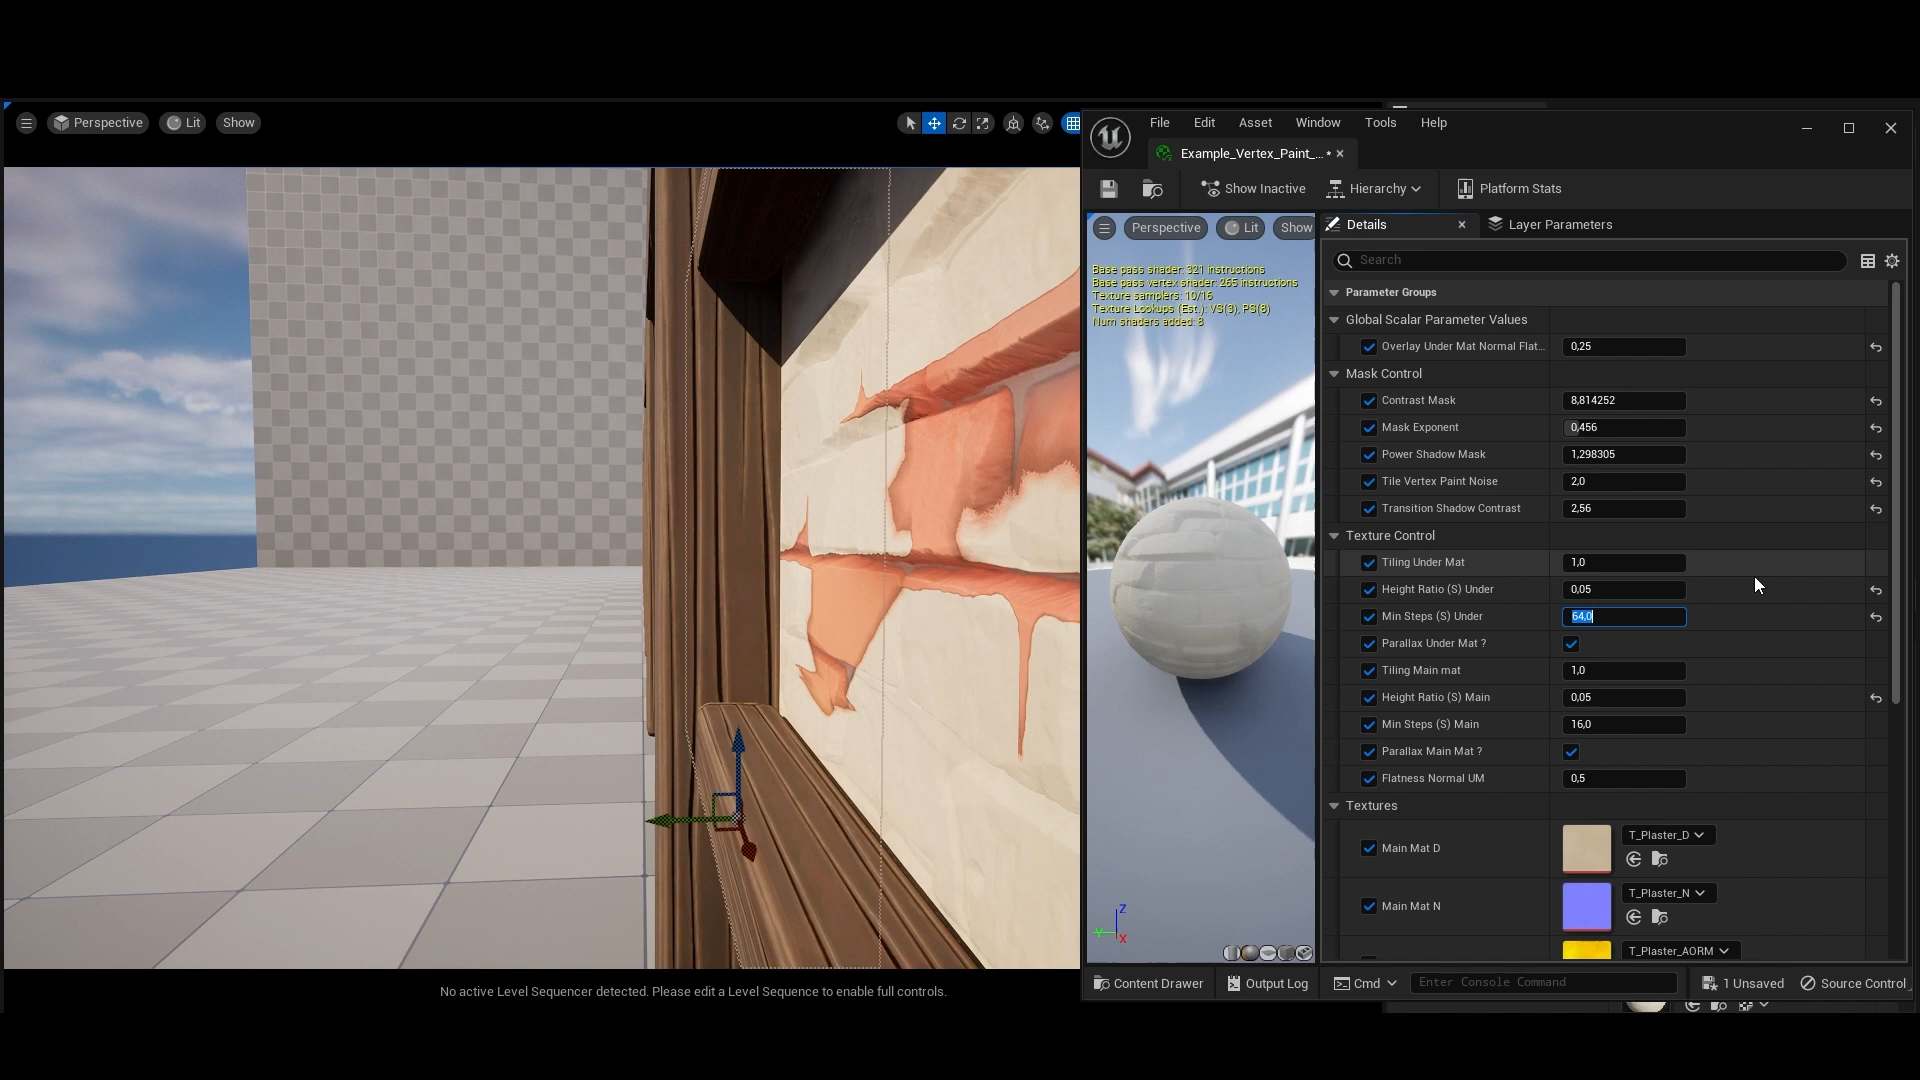 Perspective
Lit
Show
File
Edit
Asset
Window
Tools
Help
Example_Vertex_Paint_... •
Show Inactive
Hierarchy
Platform Stats
Details
Layer Parameters
Perspective
Lit
Show
Search
Base pass shader: 321 instructions
Base pass vertex shader: 265 instructions
Texture samplers: 10/16
Texture Lookups (Est.): VS(3), PS(8)
Num shaders added: 8
Parameter Groups
Global Scalar Parameter Values
Overlay Under Mat Normal Flat... 0,25
Mask Control
Contrast Mask 8,814252
Mask Exponent 0,456
Power Shadow Mask 1,298305
Tile Vertex Paint Noise 2,0
Transition Shadow Contrast 2,56
Texture Control
Tiling Under Mat 1,0
Height Ratio (S) Under 0,05
Min Steps (S) Under 64,0
Parallax Under Mat ?
Tiling Main mat 1,0
Height Ratio (S) Main 0,05
Min Steps (S) Main 16,0
Parallax Main Mat ?
Flatness Normal UM 0,5
Textures
Main Mat D T_Plaster_D
Main Mat N T_Plaster_N
T_Plaster_AORM
Z
Y
X
Content Drawer
Output Log
Cmd
Enter Console Command
1 Unsaved
Source Control
No active Level Sequencer detected. Please edit a Level Sequence to enable full controls.